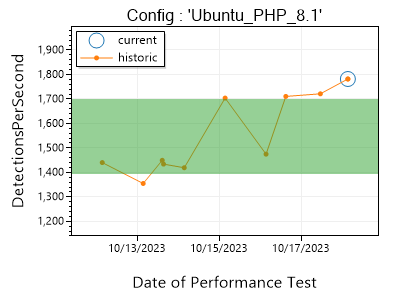 Config : 'Ubuntu_PHP_8.1'
current
historic
1,900
1,800
1,700
1,600
1,500
1,400
1,300
1,200
DetectionsPerSecond
10/13/2023 10/15/2023 10/17/2023
Date of Performance Test